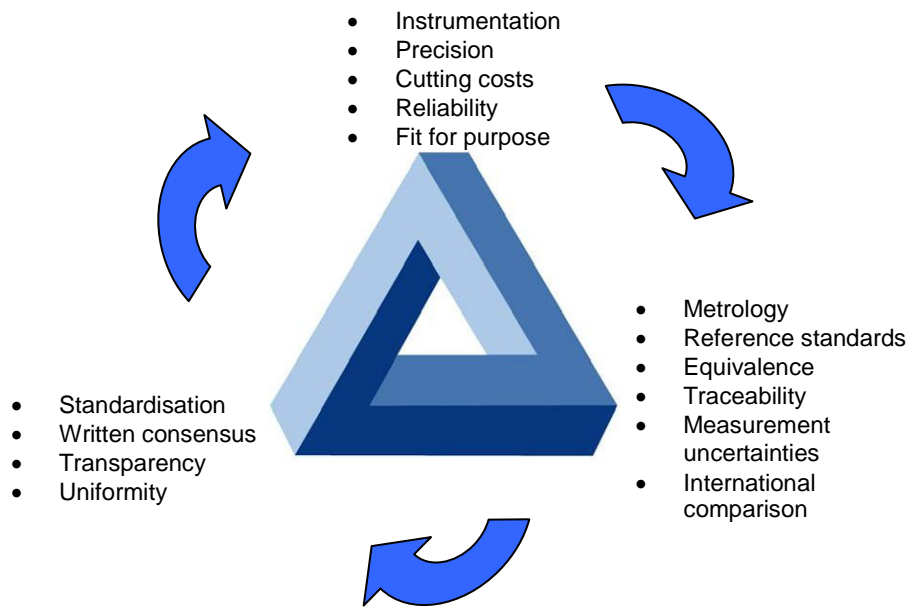 • Instrumentation
• Precision
• Cutting costs
• Reliability
• Fit for purpose
• Metrology
• Reference standards
• Equivalence
• Traceability
• Measurement
uncertainties
• International
comparison
• Standardisation
• Written consensus
• Transparency
• Uniformity